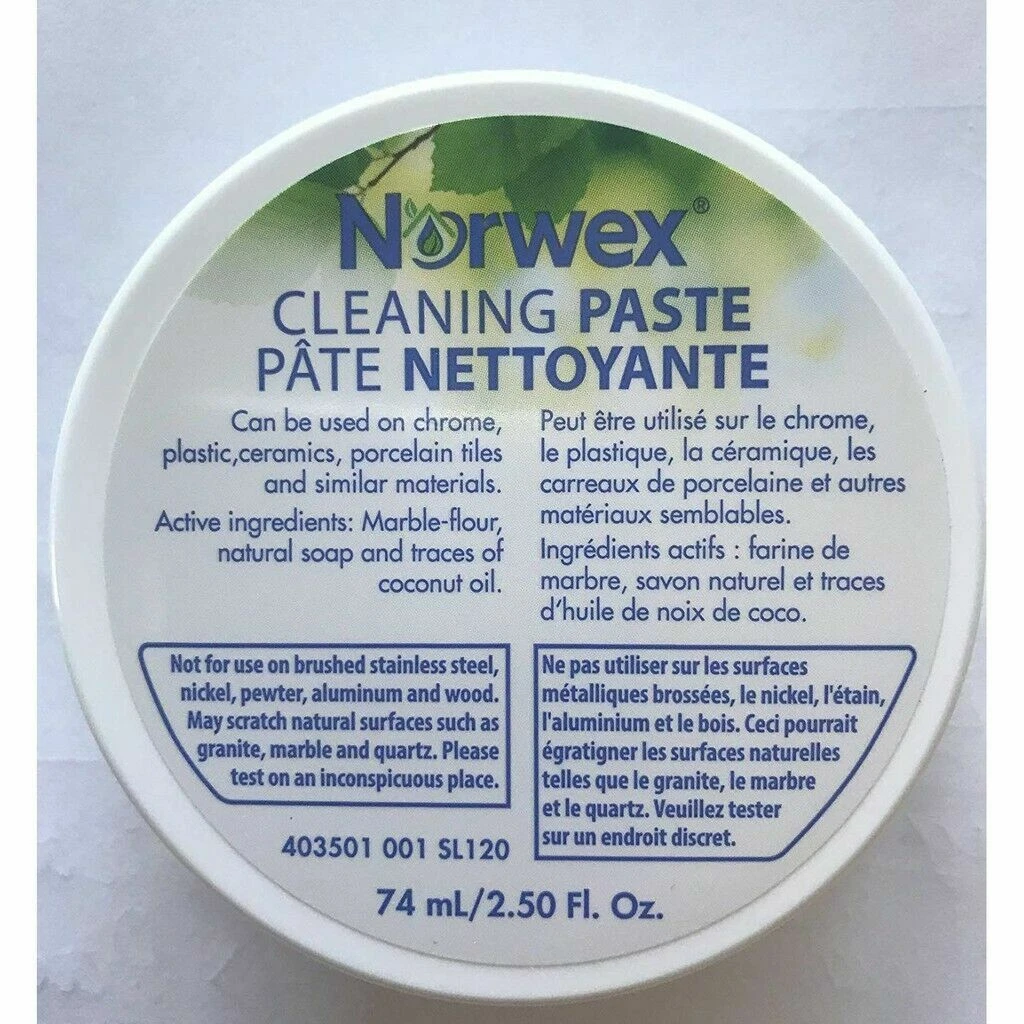 Norwex®
CLEANING PASTE
PÂTE NETTOYANTE
Can be used on chrome,
plastic,ceramics, porcelain tiles
and similar materials.
Active ingredients: Marble-flour,
natural soap and traces of
coconut oil.
Peut être utilisé sur le chrome,
le plastique, la céramique, les
carreaux de porcelaine et autres
matériaux semblables.
Ingrédients actifs : farine de
marbre, savon naturel et traces
d'huile de noix de coco.
Not for use on brushed stainless steel,
nickel, pewter, aluminum and wood.
May scratch natural surfaces such as
granite, marble and quartz. Please
test on an inconspicuous place.
Ne pas utiliser sur les surfaces
métalliques brossées, le nickel, l'étain,
l'aluminium et le bois. Ceci pourrait
égratigner les surfaces naturelles
telles que le granite, le marbre
et le quartz. Veuillez tester
sur un endroit discret.
403501 001 SL120
74 mL/2.50 Fl. Oz.